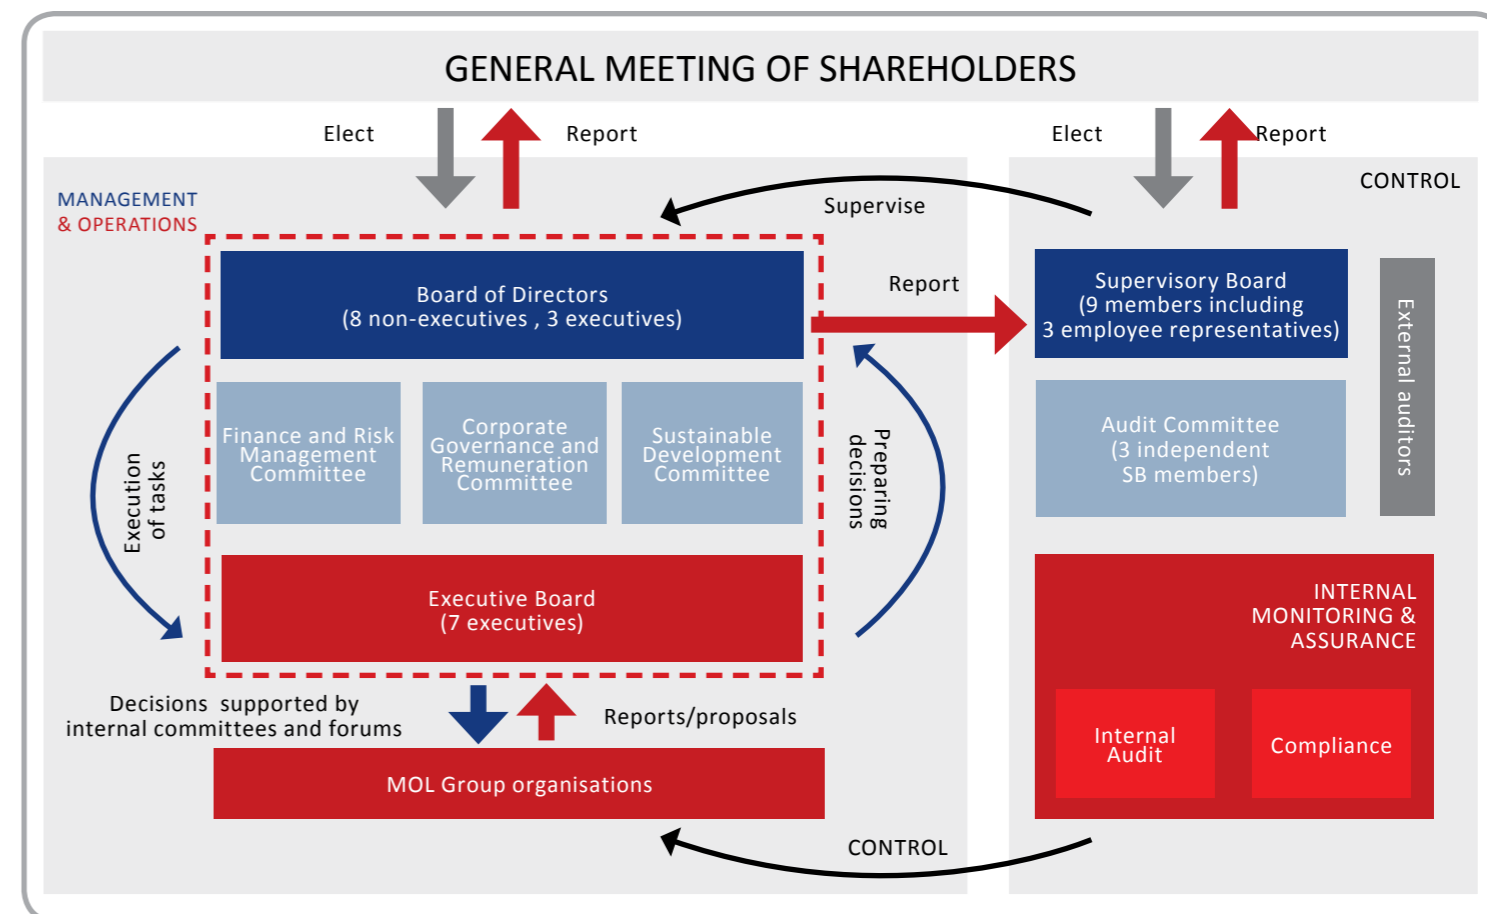 GENERAL MEETING OF SHAREHOLDERS
Elect
Report
Elect
Report
MANAGEMENT
& OPERATIONS
CONTROL
Supervise
Board of Directors
(8 non-executives , 3 executives)
Report
Supervisory Board
(9 members including
3 employee representatives)
External auditors
Finance and Risk
Management
Committee
Corporate
Governance and
Remuneration
Committee
Sustainable
Development
Committee
Audit Committee
(3 independent
SB members)
Execution
of tasks
Preparing
decisions
Executive Board
(7 executives)
INTERNAL
MONITORING &
ASSURANCE
Decisions supported by
internal committees and forums
Reports/proposals
Internal
Audit
Compliance
MOL Group organisations
CONTROL